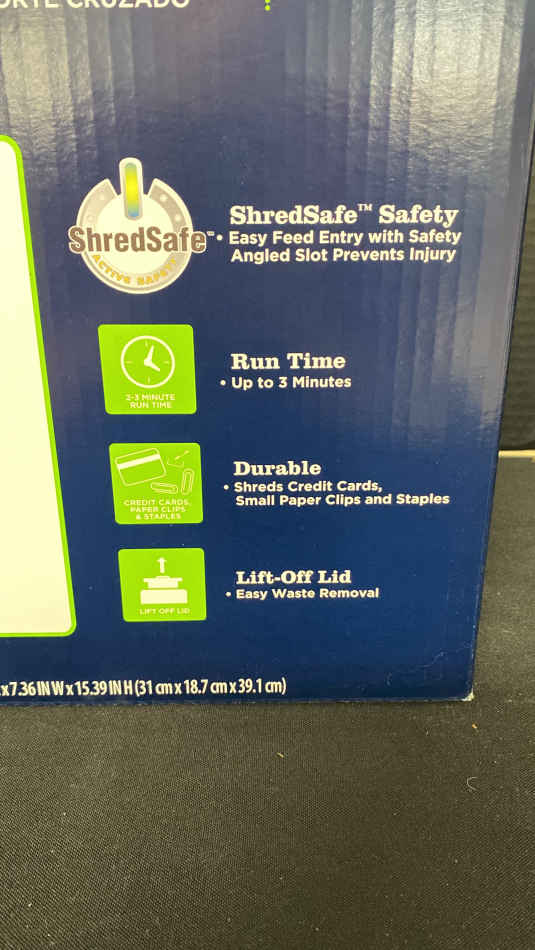 CRUZADO
ShredSafe™
ACTIVE SAFETY
ShredSafe™ Safety
• Easy Feed Entry with Safety
Angled Slot Prevents Injury
2-3 MINUTE
RUN TIME
Run Time
• Up to 3 Minutes
CREDIT CARDS,
PAPER CLIPS
& STAPLES
Durable
• Shreds Credit Cards,
Small Paper Clips and Staples
LIFT OFF LID
Lift-Off Lid
• Easy Waste Removal
x 7.36 IN W x 15.39 IN H (31 cm x 18.7 cm x 39.1 cm)